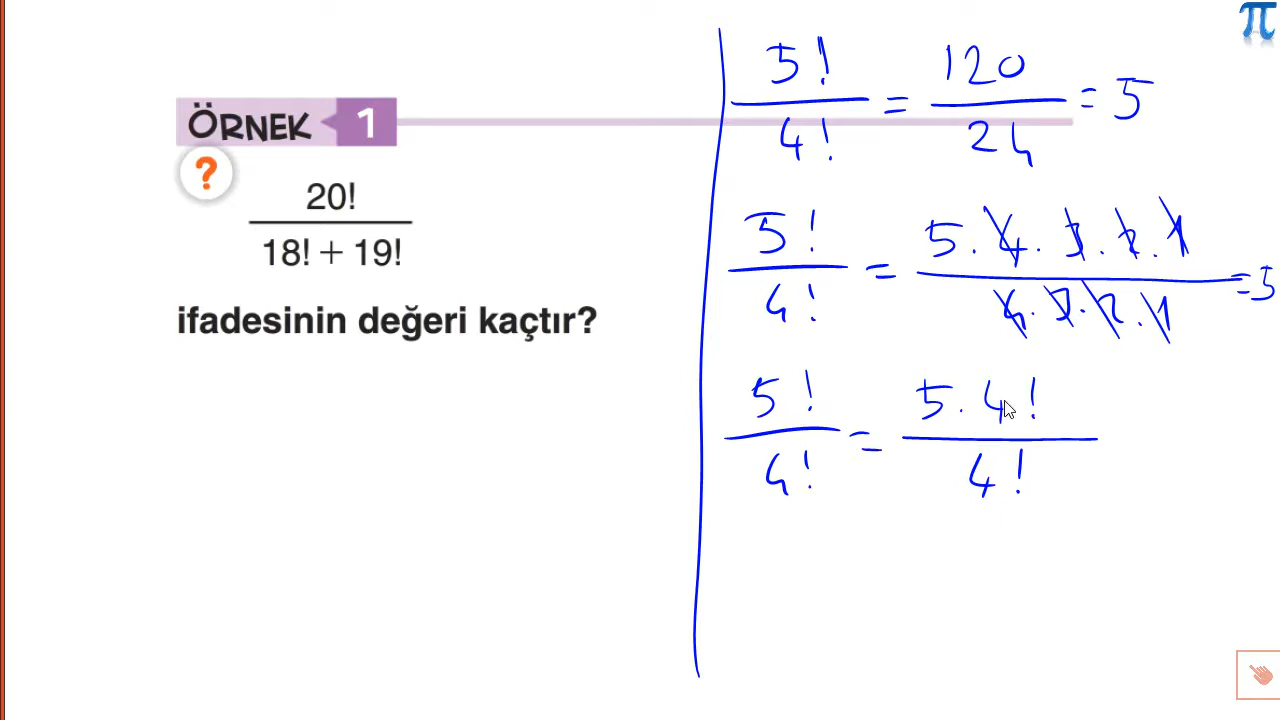 π
ÖRNEK 1
?
20!
18! + 19!
ifadesinin değeri kaçtır?
5! / 4! = 120 / 24 = 5
5! / 4! = 5 . 4 . 3 . 2 . 1 / 4 . 3 . 2 . 1 = 5
5! / 4! = 5 . 4! / 4!